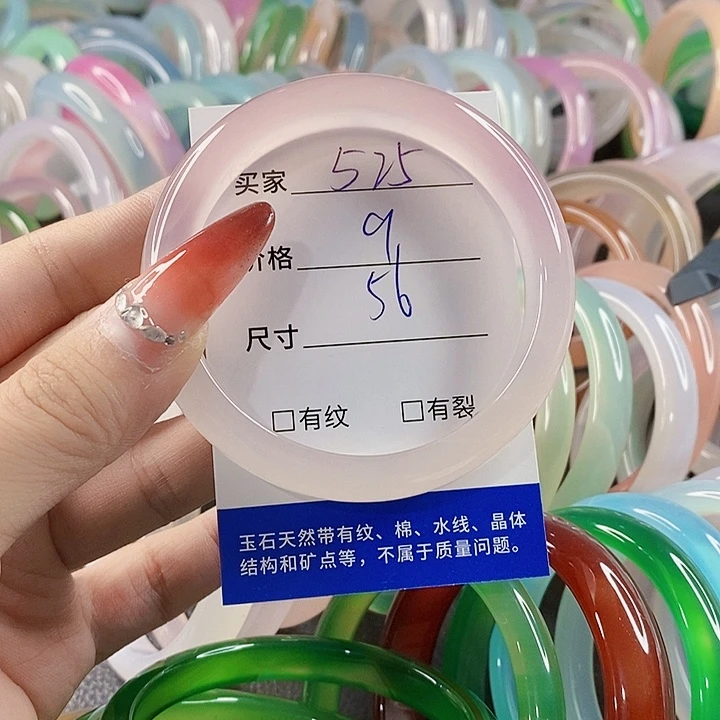 买家 525
价格 9
尺寸 56
□有纹 □有裂
玉石天然带有纹、棉、水线、晶体
结构和矿点等，不属于质量问题。